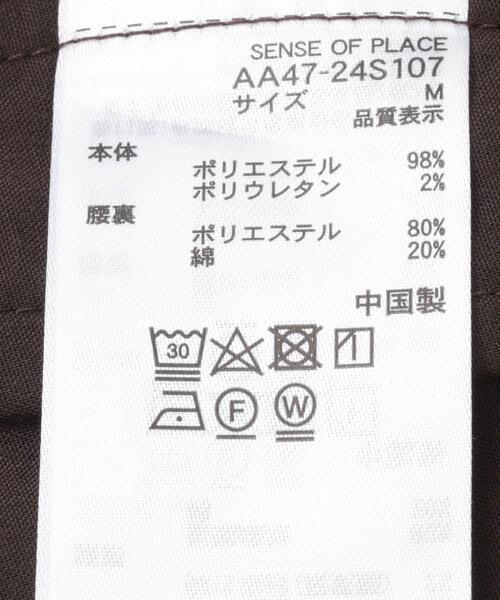 SENSE OF PLACE
AA47-24S107
サイズ M
品質表示
本体
ポリエステル 98%
ポリウレタン 2%
腰裏
ポリエステル 80%
綿 20%
中国製
30
F W